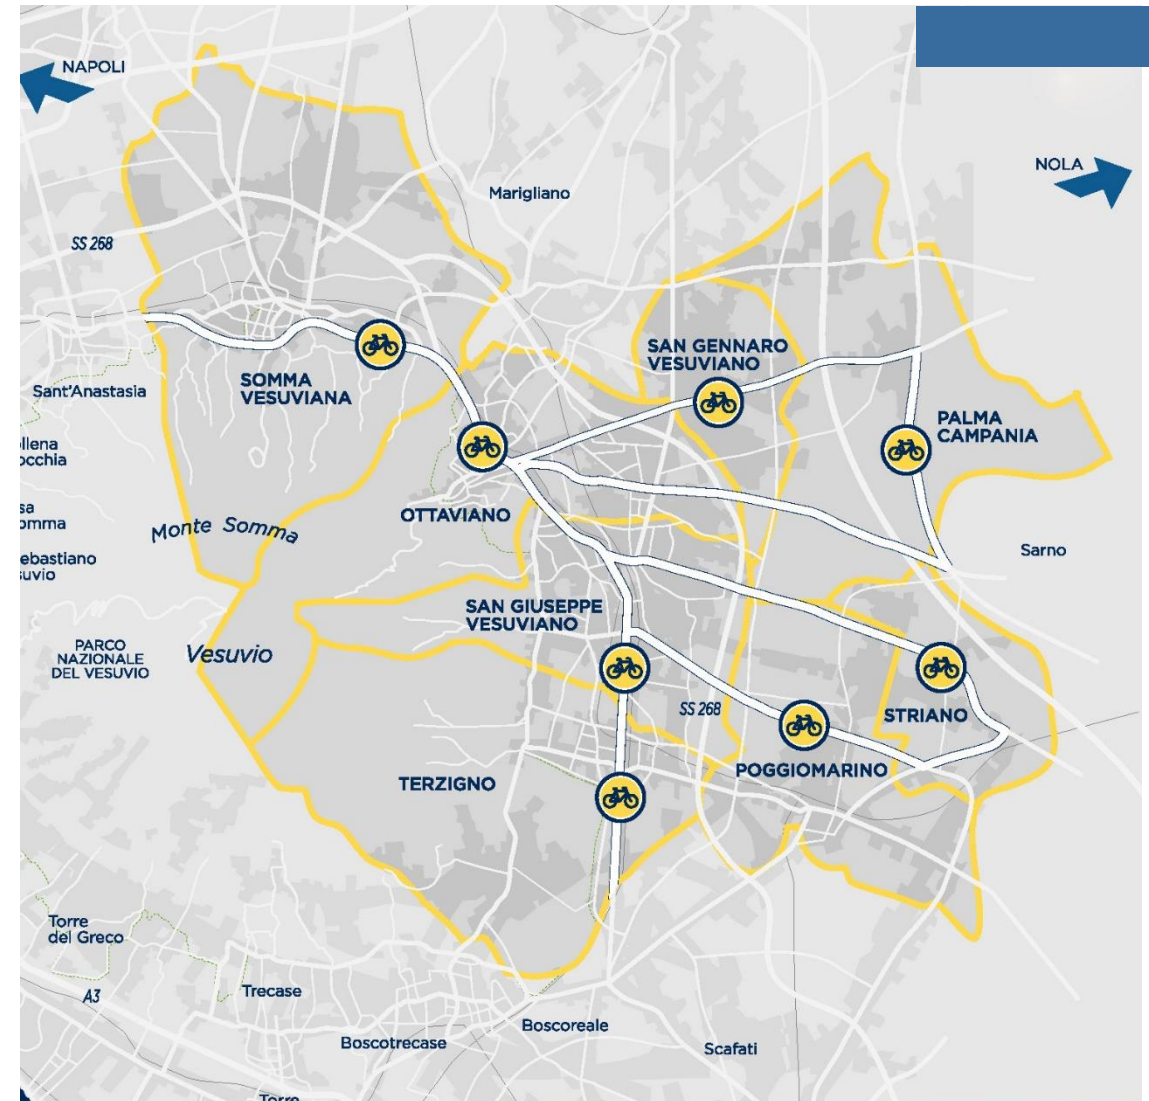 NAPOLI
NOLA
Marigliano
SS 268
SAN GENNARO
VESUVIANO
SOMMA
VESUVIANA
Sant'Anastasia
PALMA
CAMPANIA
OTTAVIANO
Monte Somma
Sarno
SAN GIUSEPPE
VESUVIANO
PARCO
NAZIONALE
DEL VESUVIO
Vesuvio
SS 268
STRIANO
POGGIOMARINO
TERZIGNO
Torre
del Greco
A3
Trecase
Boscoreale
Boscotrecase
Scafati